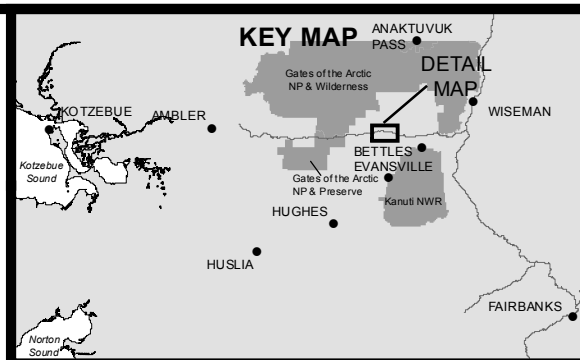 KEY MAP
ANAKTUVUK
PASS
DETAIL
MAP
Gates of the Arctic
NP & Wilderness
KOTZEBUE
AMBLER
WISEMAN
Kotzebue
Sound
BETTLES
EVANSVILLE
Gates of the Arctic
NP & Preserve
Kanuti NWR
HUGHES
HUSLIA
FAIRBANKS
Norton
Sound